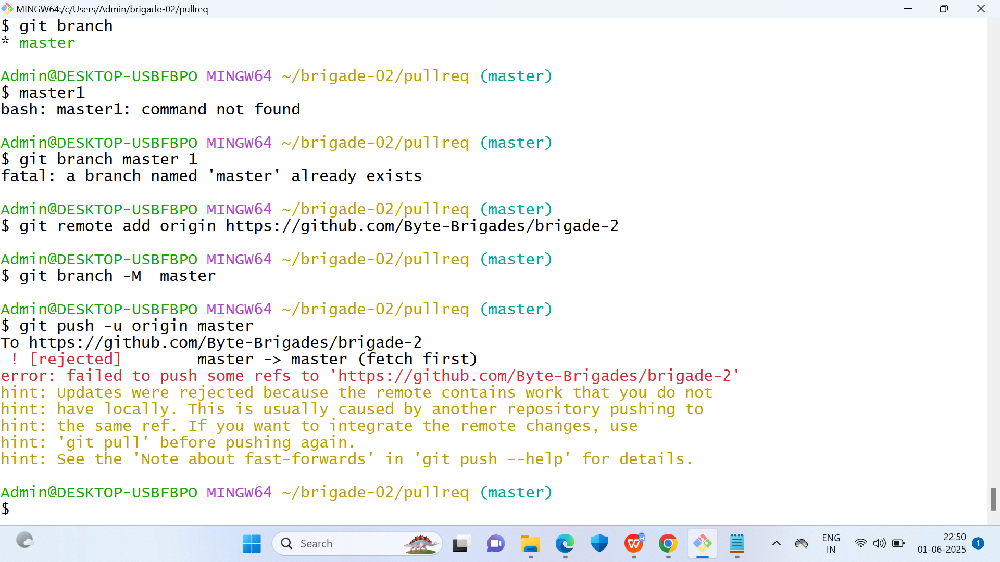 MINGW64:/c/Users/Admin/brigade-02/pullreq
$ git branch
* master
Admin@DESKTOP-USBFBPO MINGW64 ~/brigade-02/pullreq (master)
$ master1
bash: master1: command not found
Admin@DESKTOP-USBFBPO MINGW64 ~/brigade-02/pullreq (master)
$ git branch master 1
fatal: a branch named 'master' already exists
Admin@DESKTOP-USBFBPO MINGW64 ~/brigade-02/pullreq (master)
$ git remote add origin https://github.com/Byte-Brigades/brigade-2
Admin@DESKTOP-USBFBPO MINGW64 ~/brigade-02/pullreq (master)
$ git branch -M  master
Admin@DESKTOP-USBFBPO MINGW64 ~/brigade-02/pullreq (master)
$ git push -u origin master
To https://github.com/Byte-Brigades/brigade-2
 ! [rejected]        master -> master (fetch first)
error: failed to push some refs to 'https://github.com/Byte-Brigades/brigade-2'
hint: Updates were rejected because the remote contains work that you do not
hint: have locally. This is usually caused by another repository pushing to
hint: the same ref. If you want to integrate the remote changes, use
hint: 'git pull' before pushing again.
hint: See the 'Note about fast-forwards' in 'git push --help' for details.
Admin@DESKTOP-USBFBPO MINGW64 ~/brigade-02/pullreq (master)
$
Search
ENG
IN
22:50
01-06-2025
1